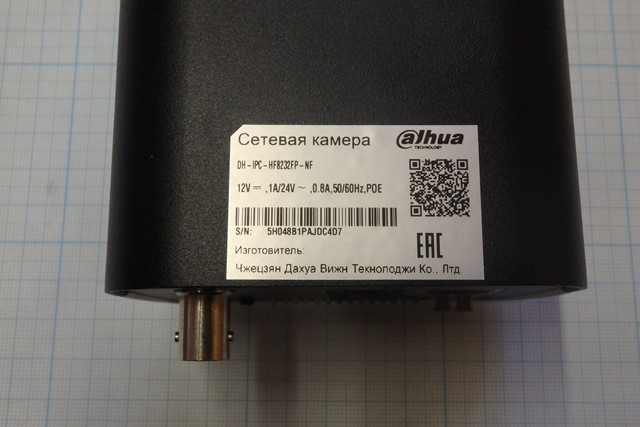 Сетевая камера
alhua
TECHNOLOGY
DH-IPC-HF8232FP-NF
12V ⎓ ,1A/24V ~ ,0.8A,50/60Hz,POE
S/N: 5H048B1PAJDC4D7
EAC
Изготовитель:
Чжецзян Дахуа Вижн Текнолоджи Ко., Лтд